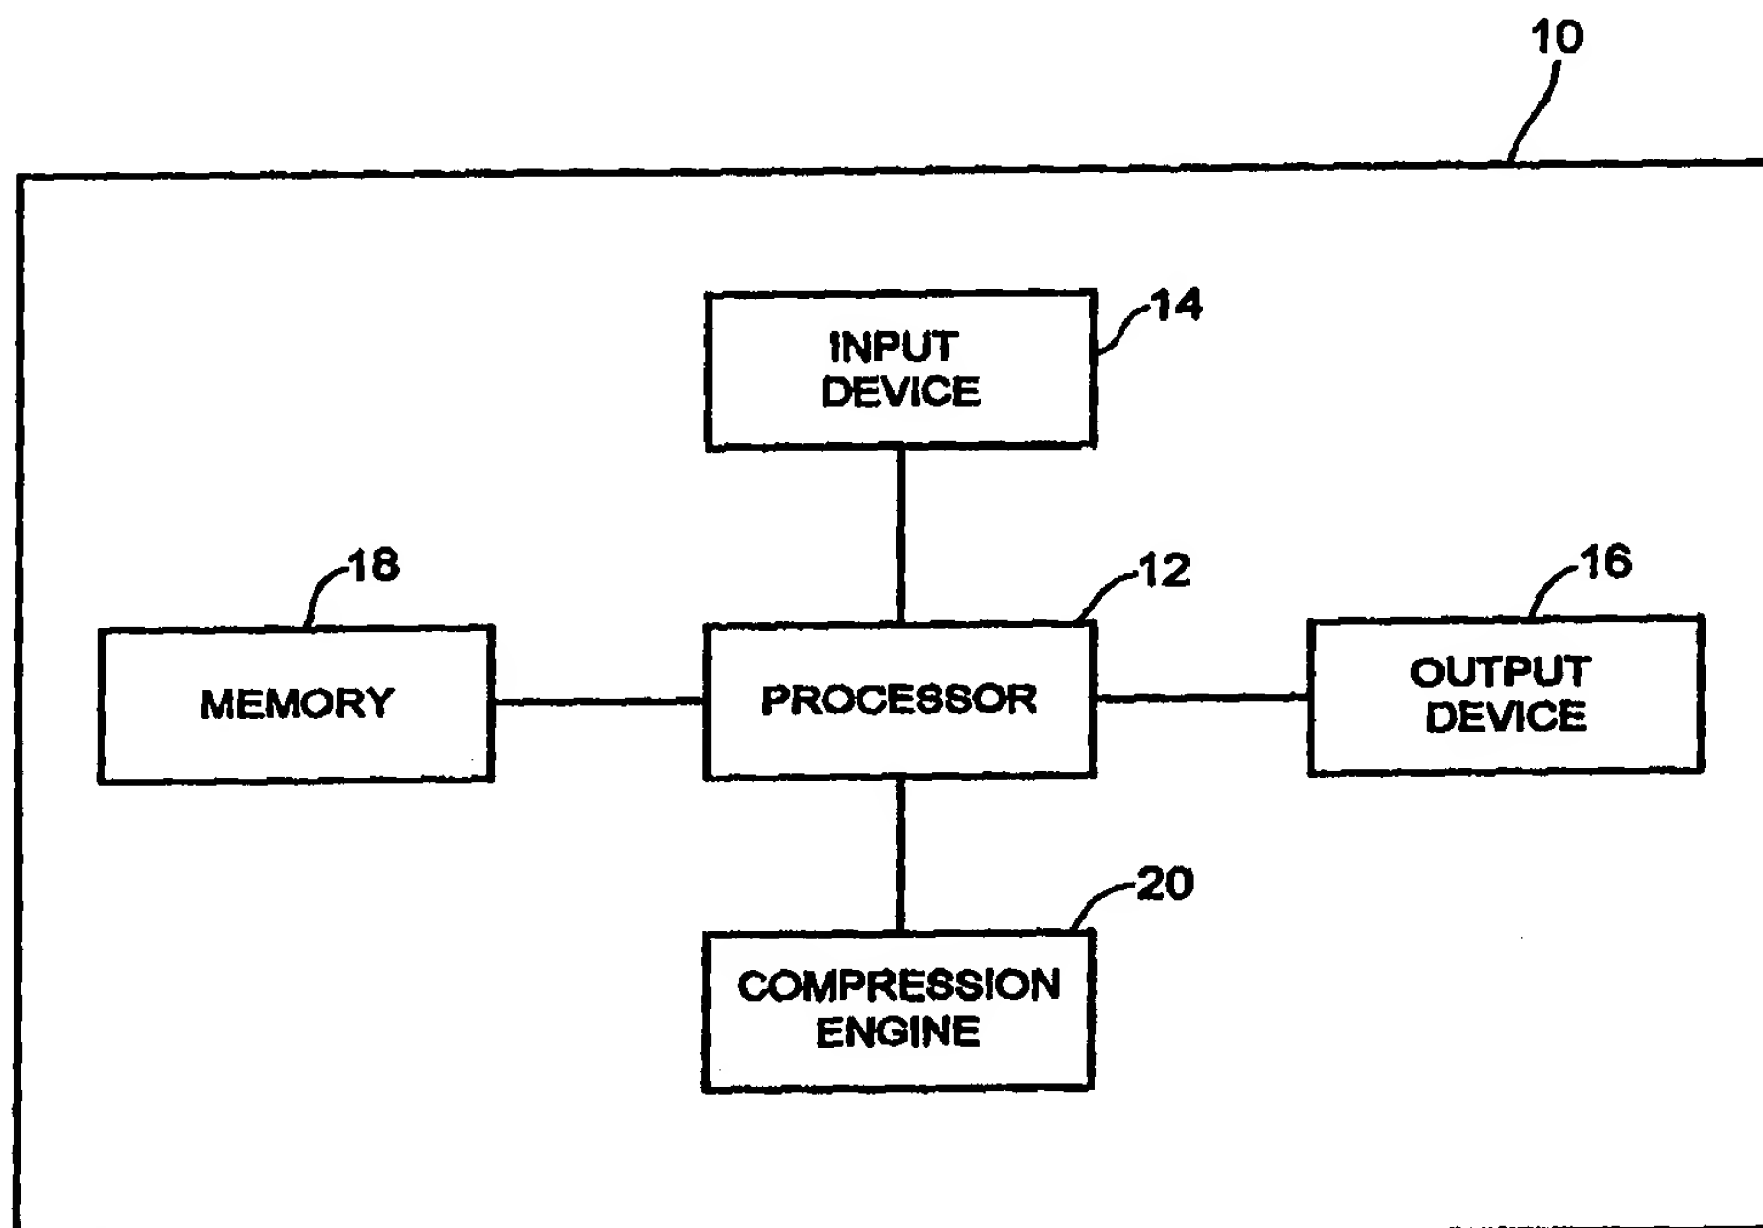 10
14
INPUT
DEVICE
18
12
16
MEMORY
PROCESSOR
OUTPUT
DEVICE
20
COMPRESSION
ENGINE